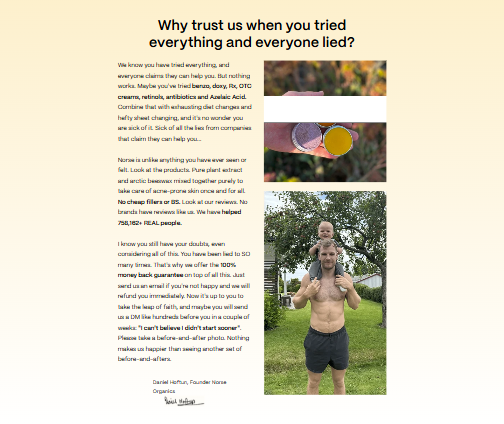 Why trust us when you tried
everything and everyone lied?
We know you have tried everything, and
everyone claims they can help you. But nothing
works. Maybe you've tried benzo, doxy, Rx, OTC
creams, retinols, antibiotics and Azelaic Acid.
Combine that with exhausting diet changes and
hefty sheet changing, and it's no wonder you
are sick of it. Sick of all the lies from companies
that claim they can help you...
Norse is unlike anything you have ever seen or
felt. Look at the products. Pure plant extract
and arctic beeswax mixed together purely to
take care of acne-prone skin once and for all.
No cheap fillers or BS. Look at our reviews. No
brands have reviews like us. We have helped
758,162+ REAL people.
I know you still have your doubts, even
considering all of this. You have been lied to SO
many times. That's why we offer the 100%
money back guarantee on top of all this. Just
send us an email if you're not happy and we will
refund you immediately. Now it's up to you to
take the leap of faith, and maybe you will send
us a DM like hundreds before you in a couple of
weeks: "I can't believe I didn't start sooner".
Please take a before-and-after photo. Nothing
makes us happier than seeing another set of
before-and-afters.
Daniel Hoftun, Founder Norse
Organics
Daniel Hoftun